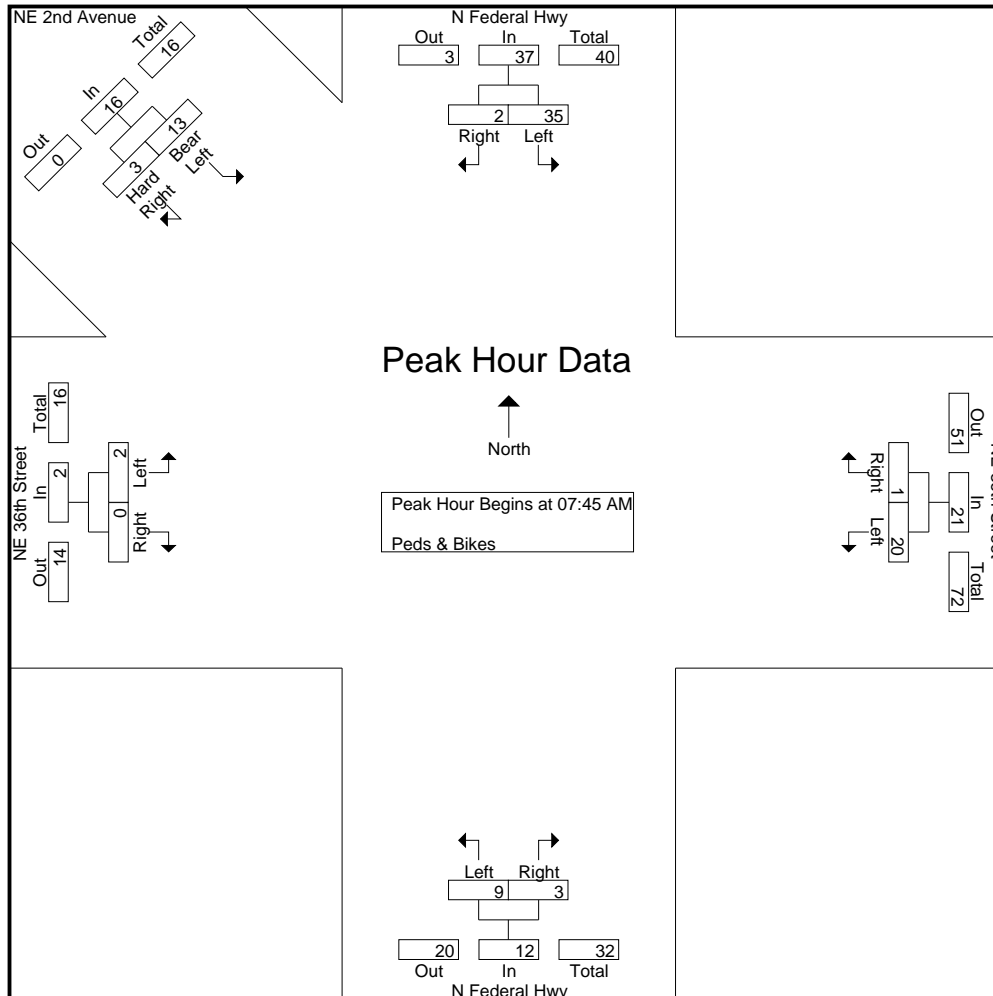 NE 2nd Avenue
Out
0
In
16
Total
16
3
Hard
Right
13
Bear
Left
N Federal Hwy
Out
In
Total
3
37
40
2
35
Right
Left
Peak Hour Data
North
Peak Hour Begins at 07:45 AM
Peds & Bikes
NE 36th Street
Out
In
Total
14
2
16
2
0
Left
Right
Out
In
Total
51
21
72
Right
Left
1
20
Left
Right
9
3
20
12
32
Out
In
Total
N Federal Hwy